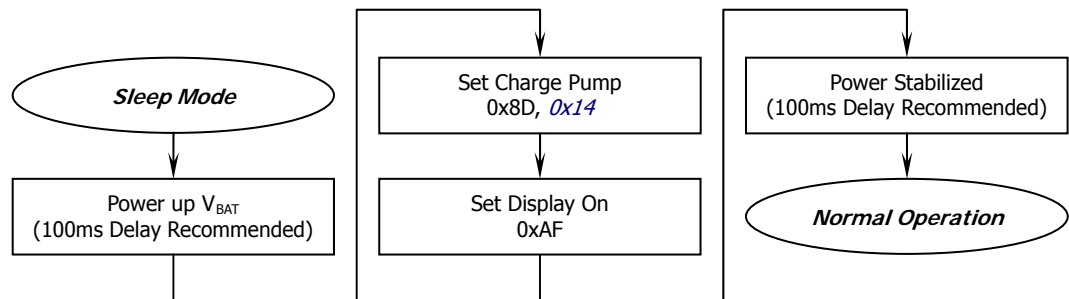 Sleep Mode
Power up VBAT
(100ms Delay Recommended)
Set Charge Pump
0x8D, 0x14
Set Display On
0xAF
Power Stabilized
(100ms Delay Recommended)
Normal Operation